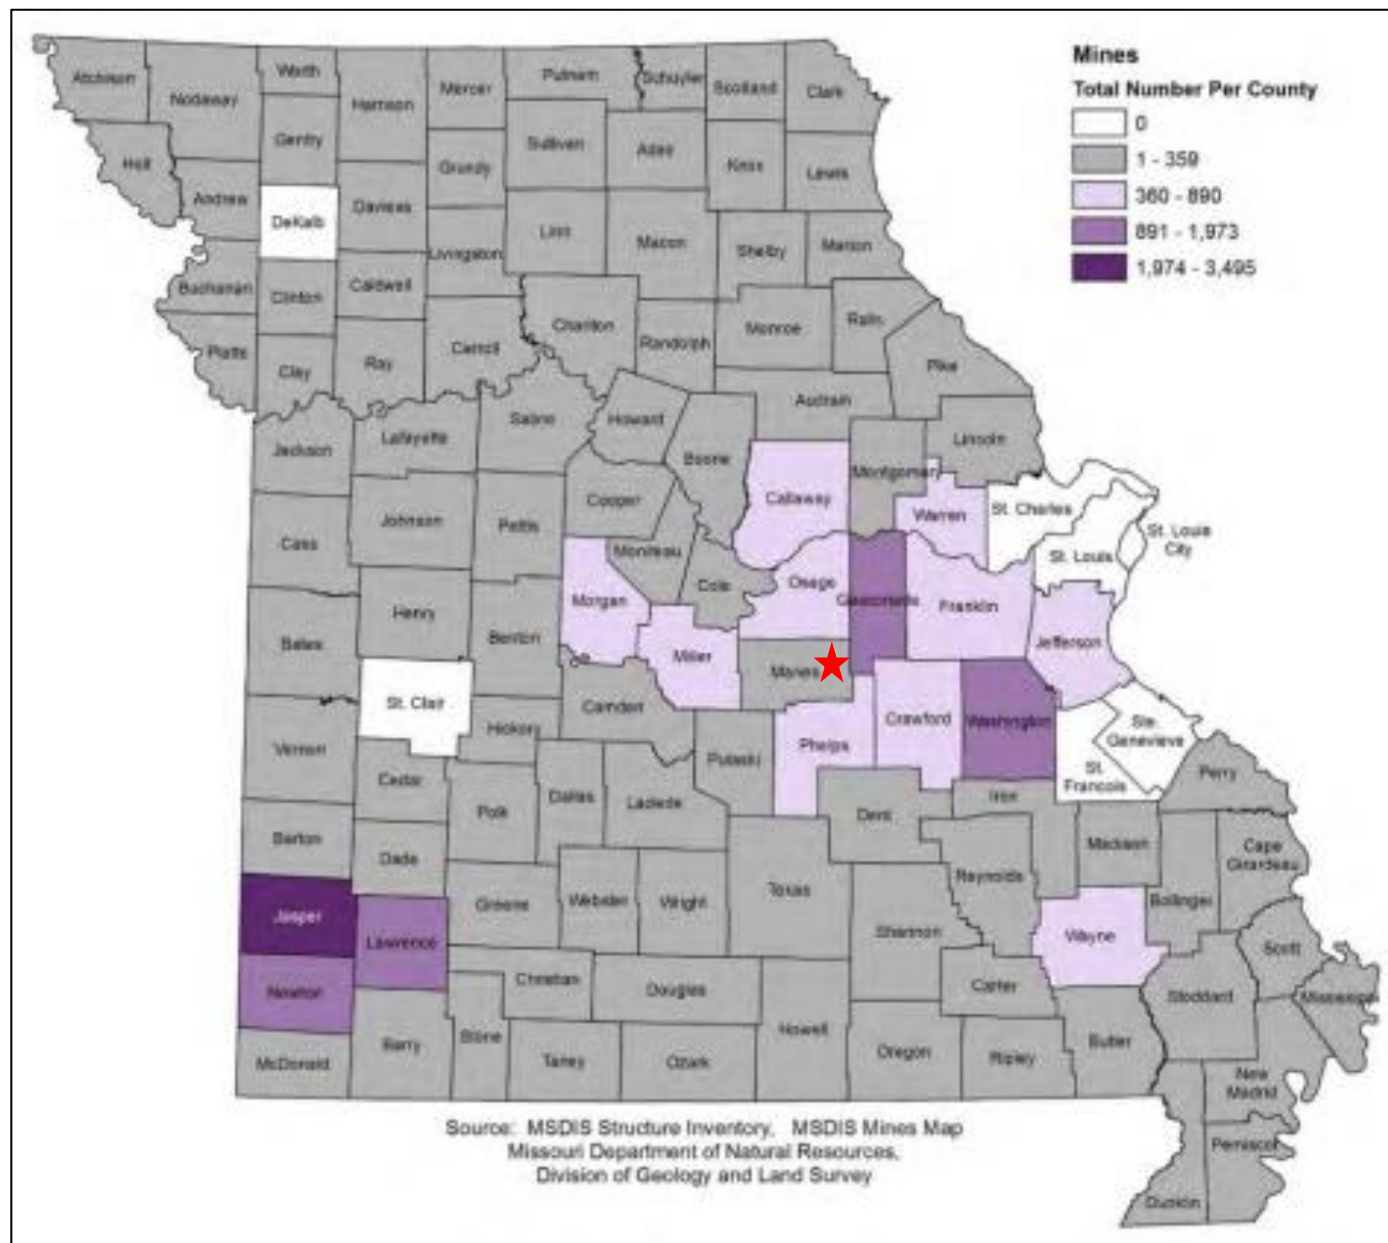 Mines
Total Number Per County
0
1 - 359
360 - 890
891 - 1,973
1,974 - 3,495
Atchison
Nodaway
Worth
Harrison
Mercer
Putnam
Schuyler
Scotland
Clark
Gentry
Sullivan
Adair
Knox
Lewis
Holt
Andrew
DeKalb
Daviess
Grundy
Linn
Macon
Shelby
Marion
Livingston
Buchanan
Clinton
Caldwell
Chariton
Randolph
Monroe
Ralls
Platte
Clay
Ray
Carroll
Pike
Audrain
Saline
Howard
Boone
Jackson
Lafayette
Lincoln
Montgomery
Callaway
Warren
St. Charles
St. Louis
City
St. Louis
Cooper
Cass
Johnson
Pettis
Moniteau
Cole
Osage
Gasconade
Franklin
Morgan
Miller
Jefferson
Henry
Benton
Bates
Maries
St. Clair
Camden
Hickory
Phelps
Crawford
Washington
Ste.
Genevieve
St.
Francois
Perry
Vernon
Cedar
Pulaski
Dallas
Laclede
Polk
Dent
Iron
Madison
Cape
Girardeau
Barton
Dade
Texas
Reynolds
Bollinger
Jasper
Greene
Webster
Wright
Shannon
Wayne
Scott
Lawrence
Christian
Douglas
Carter
Stoddard
Mississippi
Newton
Howell
Barry
Stone
Taney
Ozark
Oregon
Ripley
Butler
McDonald
New
Madrid
Pemiscot
Dunklin
Source: MSDIS Structure Inventory, MSDIS Mines Map
Missouri Department of Natural Resources,
Division of Geology and Land Survey